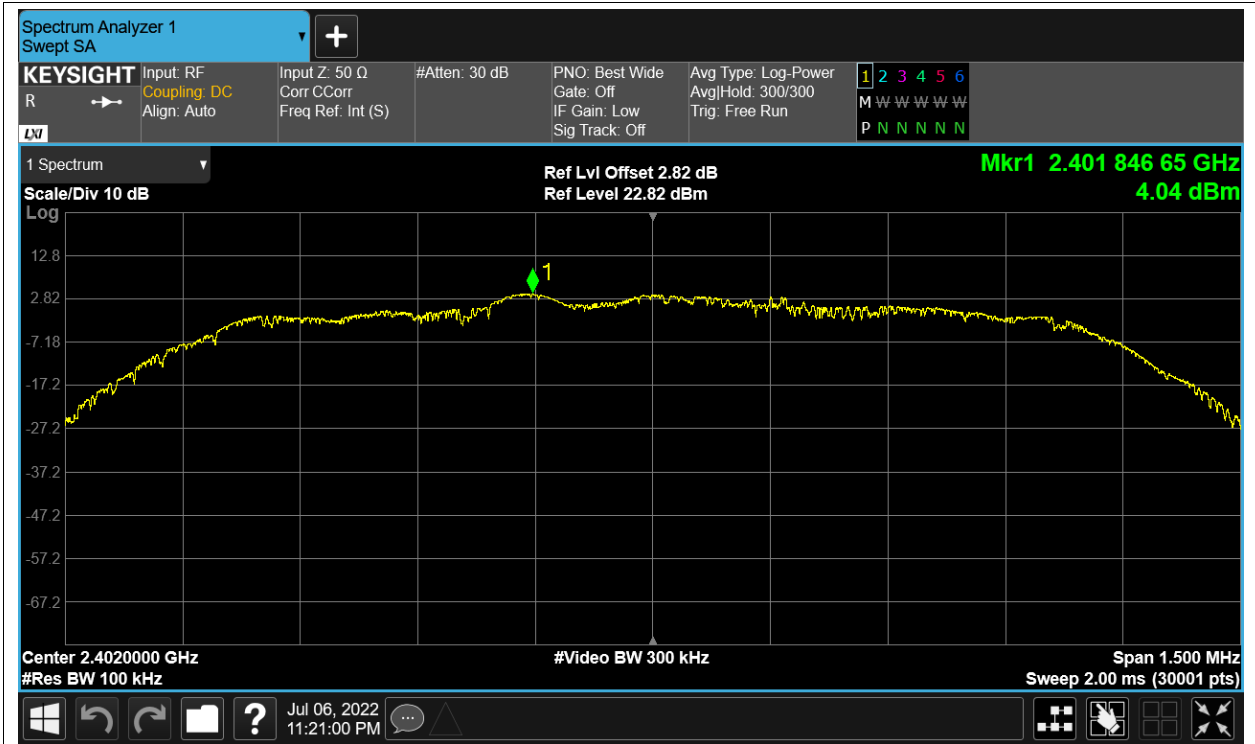 Spectrum Analyzer 1
Swept SA
KEYSIGHT
R
LXI
Input: RF
Coupling: DC
Align: Auto
Input Z: 50 Ω
Corr CCorr
Freq Ref: Int (S)
#Atten: 30 dB
PNO: Best Wide
Gate: Off
IF Gain: Low
Sig Track: Off
Avg Type: Log-Power
Avg|Hold: 300/300
Trig: Free Run
1 2 3 4 5 6
M W W W W W
P N N N N N
1 Spectrum
Scale/Div 10 dB
Log
Ref Lvl Offset 2.82 dB
Ref Level 22.82 dBm
Mkr1 2.401 846 65 GHz
4.04 dBm
1
12.8
2.82
-7.18
-17.2
-27.2
-37.2
-47.2
-57.2
-67.2
Center 2.4020000 GHz
#Res BW 100 kHz
#Video BW 300 kHz
Span 1.500 MHz
Sweep 2.00 ms (30001 pts)
?
Jul 06, 2022
11:21:00 PM